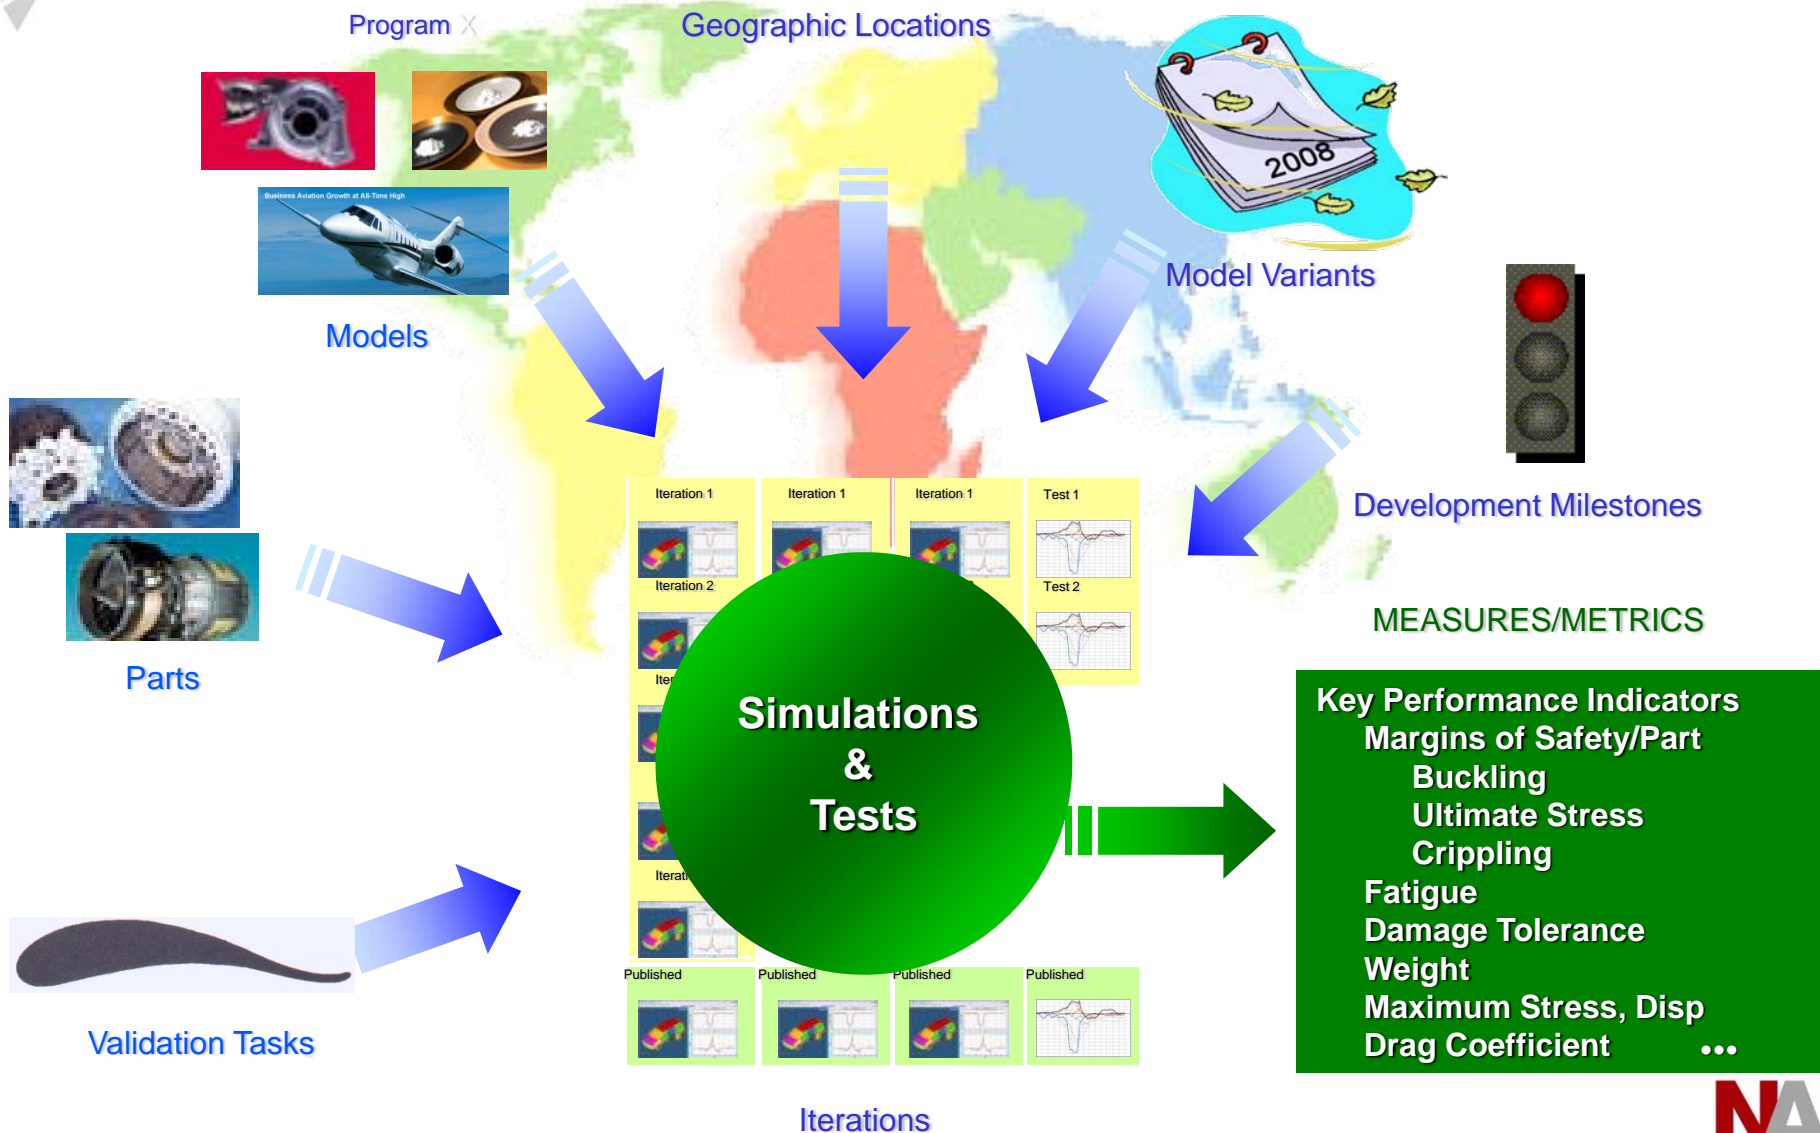 Program X
Geographic Locations
Business Aviation Growth at All-Time High
2008
Models
Model Variants
Development Milestones
Parts
Validation Tasks
Iteration 1
Iteration 1
Iteration 1
Test 1
Iteration 2
Test 2
Simulations
&
Tests
Published
Published
Published
Published
Iterations
MEASURES/METRICS
Key Performance Indicators
Margins of Safety/Part
Buckling
Ultimate Stress
Crippling
Fatigue
Damage Tolerance
Weight
Maximum Stress, Disp
Drag Coefficient ...
NA